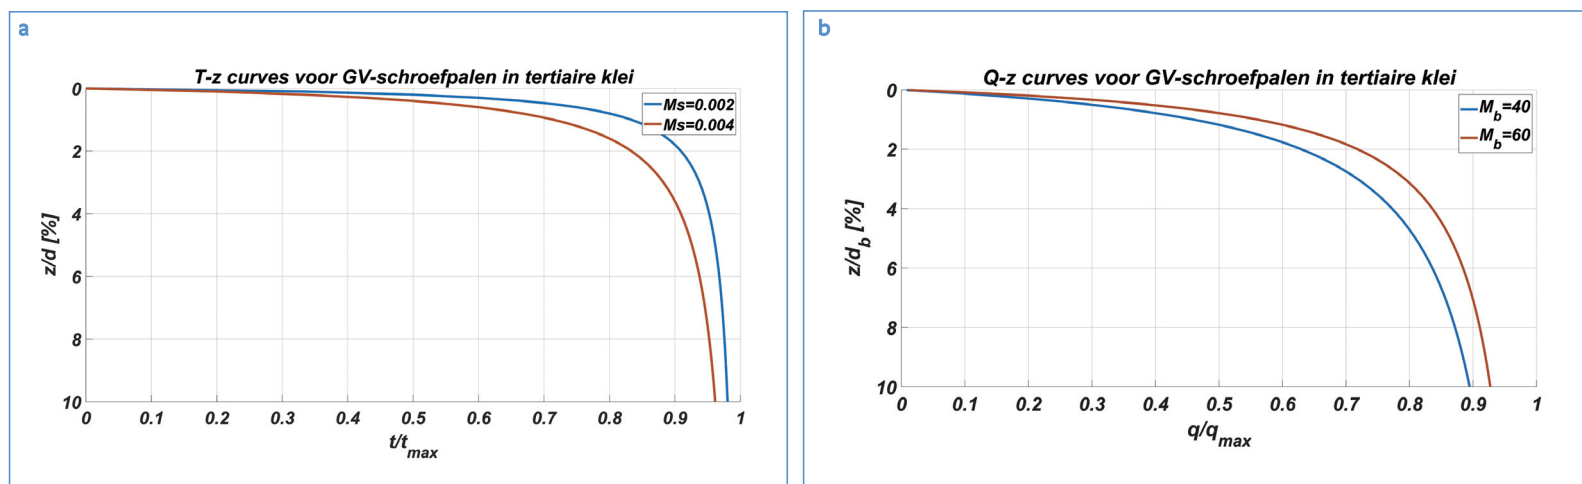 a
T-z curves voor GV-schroefpalen in tertiaire klei
Ms=0.002
Ms=0.004
0
2
4
6
8
10
z/d [%]
0 0.1 0.2 0.3 0.4 0.5 0.6 0.7 0.8 0.9 1
t/tmax
b
Q-z curves voor GV-schroefpalen in tertiaire klei
Mb=40
Mb=60
0
2
4
6
8
10
z/db [%]
0 0.1 0.2 0.3 0.4 0.5 0.6 0.7 0.8 0.9 1
q/qmax